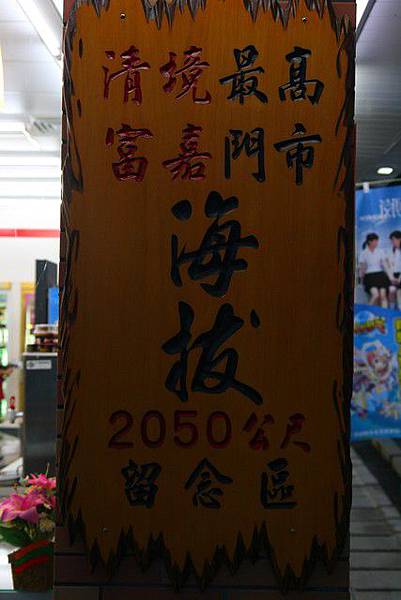 清境最高
富嘉門市
海
拔
2050公尺
留念區